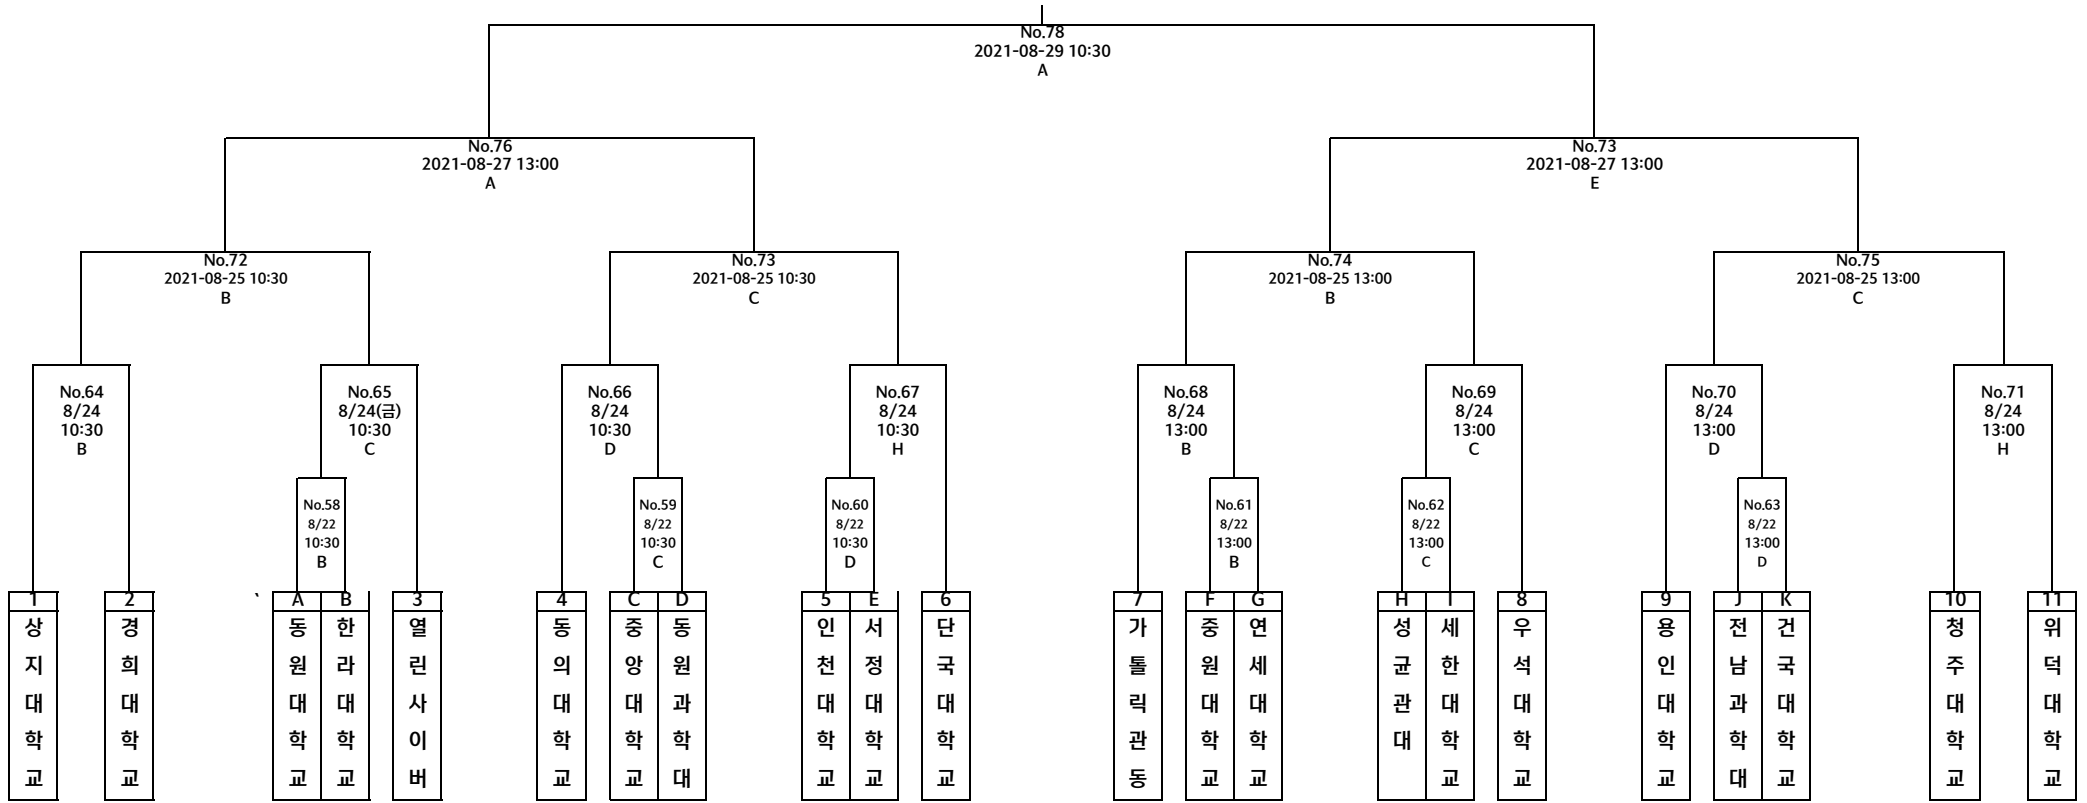 No.78
2021-08-29 10:30
A
No.76
2021-08-27 13:00
A
No.73
2021-08-27 13:00
E
No.72
2021-08-25 10:30
B
No.73
2021-08-25 10:30
C
No.74
2021-08-25 13:00
B
No.75
2021-08-25 13:00
C
No.64
8/24
10:30
B
No.65
8/24(금)
10:30
C
No.66
8/24
10:30
D
No.67
8/24
10:30
H
No.68
8/24
13:00
B
No.69
8/24
13:00
C
No.70
8/24
13:00
D
No.71
8/24
13:00
H
No.58
8/22
10:30
B
No.59
8/22
10:30
C
No.60
8/22
10:30
D
No.61
8/22
13:00
B
No.62
8/22
13:00
C
No.63
8/22
13:00
D
1
상지대학교
2
경희대학교
`
A
동원대학교
B
한라대학교
3
열린사이버
4
동의대학교
C
중앙대학교
D
동원과학대
5
인천대학교
E
서정대학교
6
단국대학교
7
가톨릭관동
F
중원대학교
G
연세대학교
H
성균관대
I
세한대학교
8
우석대학교
9
용인대학교
J
전남과학대
K
건국대학교
10
청주대학교
11
위덕대학교